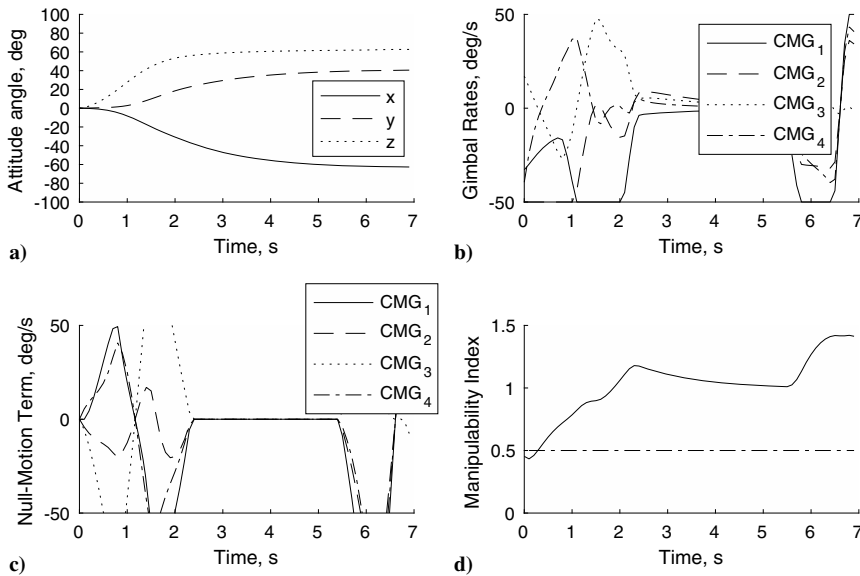 100
80
60
40
20
0
-20
-40
-60
-80
-100
Attitude angle, deg
x
y
z
0 1 2 3 4 5 6 7
Time, s
a)
50
0
-50
Gimbal Rates, deg/s
CMG1
CMG2
CMG3
CMG4
0 1 2 3 4 5 6 7
Time, s
b)
50
0
-50
Null-Motion Term, deg/s
CMG1
CMG2
CMG3
CMG4
0 1 2 3 4 5 6 7
Time, s
c)
1.5
1
0.5
0
Manipulability Index
0 1 2 3 4 5 6 7
Time, s
d)